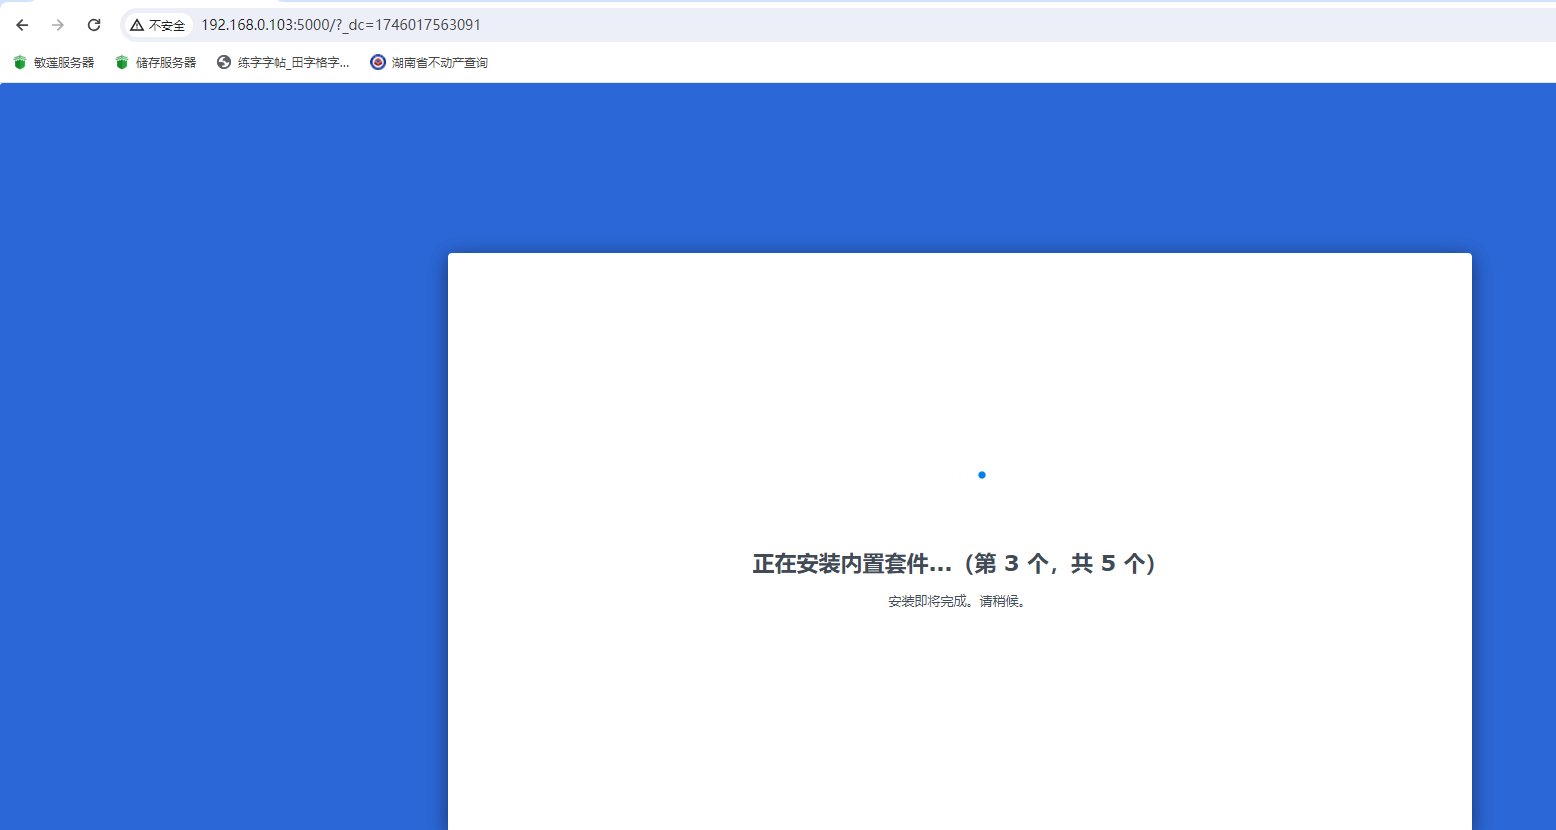 不安全 192.168.0.103:5000/?_dc=1746017563091
敏莲服务器 储存服务器 练字字帖_田字格字... 湖南省不动产查询
正在安装内置套件...（第 3 个，共 5 个）
安装即将完成。请稍候。